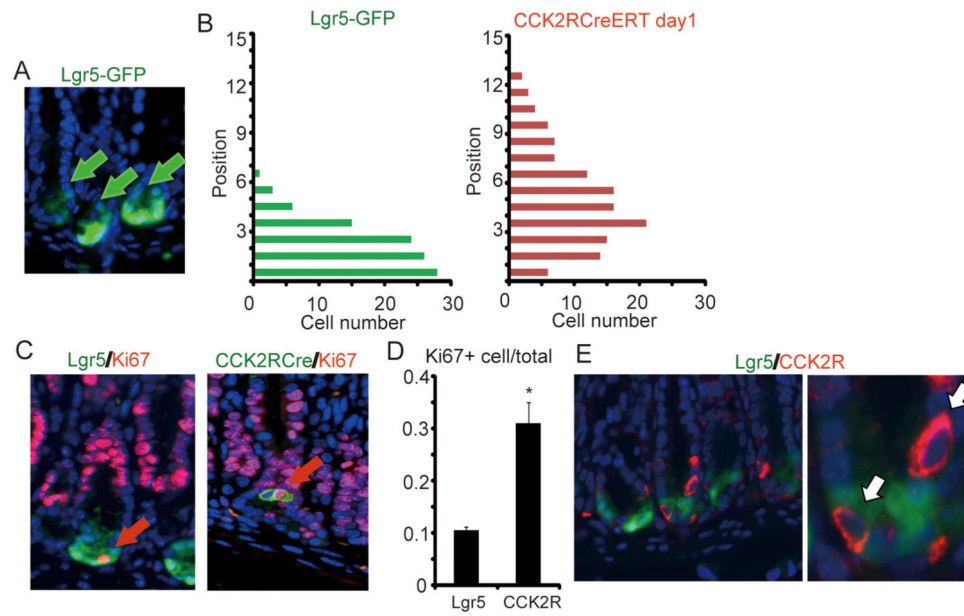 A
Lgr5-GFP
B
Lgr5-GFP
Position
15
12
9
6
3
0 10 20 30
Cell number
CCK2RCreERT day1
Position
15
12
9
6
3
0 10 20 30
Cell number
C
Lgr5/Ki67
CCK2RCre/Ki67
D
Ki67+ cell/total
0.4
0.3
0.2
0.1
0
*
Lgr5 CCK2R
E
Lgr5/CCK2R